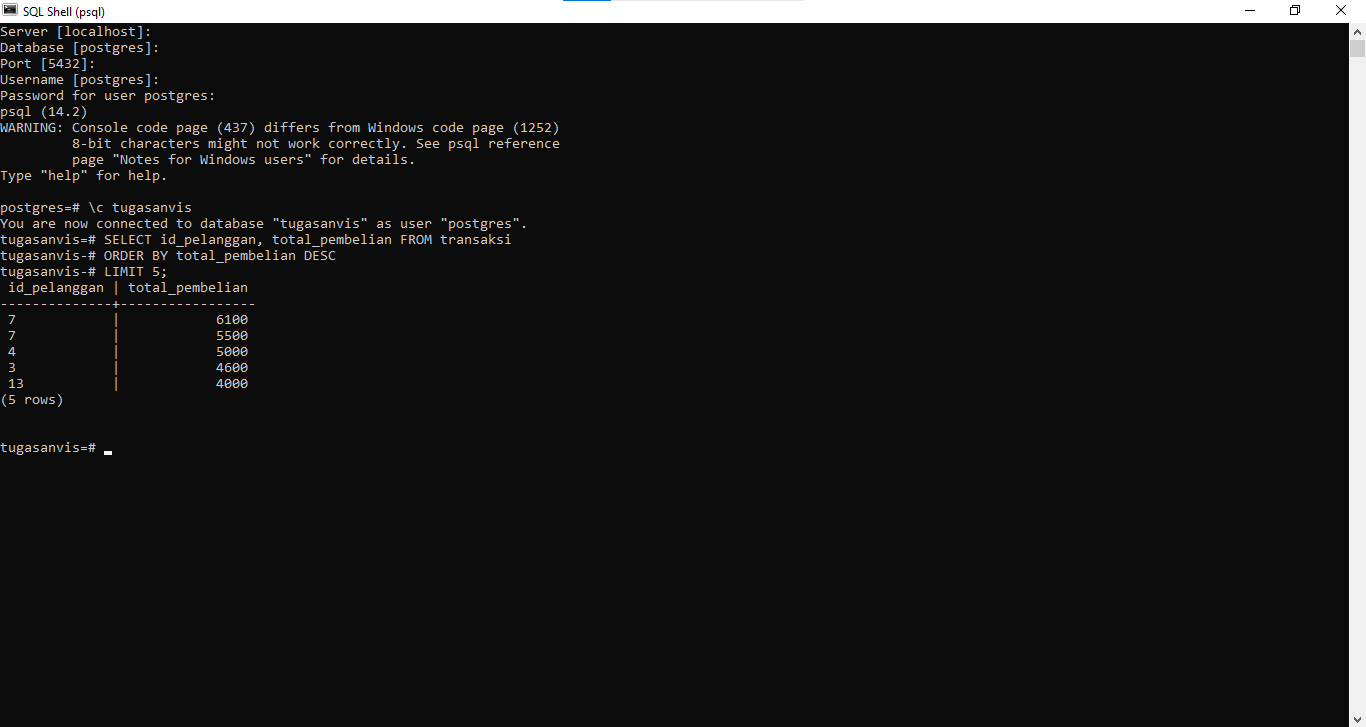 SQL Shell (psql)
Server [localhost]:
Database [postgres]:
Port [5432]:
Username [postgres]:
Password for user postgres:
psql (14.2)
WARNING: Console code page (437) differs from Windows code page (1252)
         8-bit characters might not work correctly. See psql reference
         page "Notes for Windows users" for details.
Type "help" for help.

postgres=# \c tugasanvis
You are now connected to database "tugasanvis" as user "postgres".
tugasanvis=# SELECT id_pelanggan, total_pembelian FROM transaksi
tugasanvis-# ORDER BY total_pembelian DESC
tugasanvis-# LIMIT 5;
 id_pelanggan | total_pembelian
--------------+-----------------
 7            |            6100
 7            |            5500
 4            |            5000
 3            |            4600
 13           |            4000
(5 rows)


tugasanvis=#